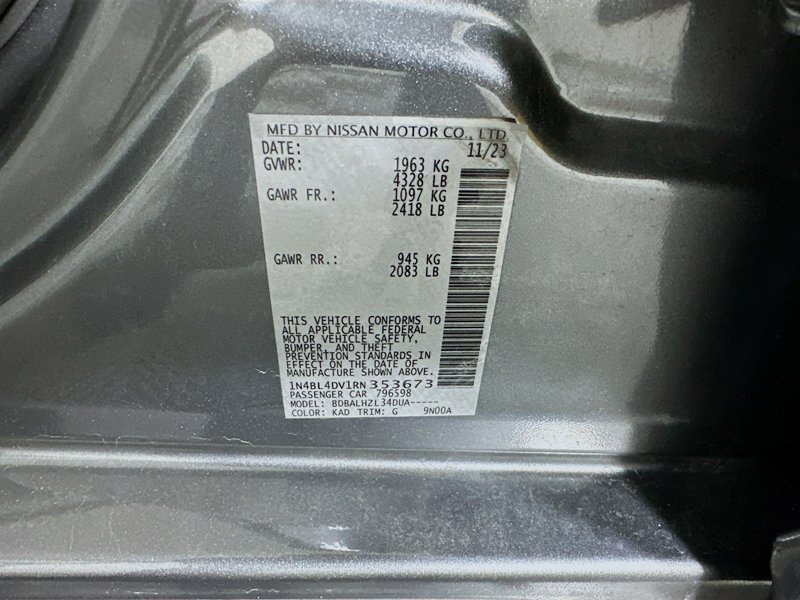 MFD BY NISSAN MOTOR CO., LTD.
DATE: 11/23
GVWR: 1963 KG
4328 LB
GAWR FR.: 1097 KG
2418 LB
GAWR RR.: 945 KG
2083 LB
THIS VEHICLE CONFORMS TO
ALL APPLICABLE FEDERAL
MOTOR VEHICLE SAFETY,
BUMPER, AND THEFT
PREVENTION STANDARDS IN
EFFECT ON THE DATE OF
MANUFACTURE SHOWN ABOVE.
1N4BL4DV1RN353673
PASSENGER CAR 796598
MODEL: BDBALHZL34DUA-----
COLOR: KAD TRIM: G 9N00A